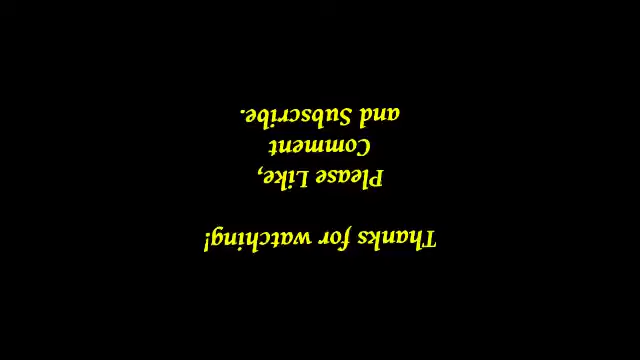 Thanks for watching!
Please Like,
Comment
and Subscribe.